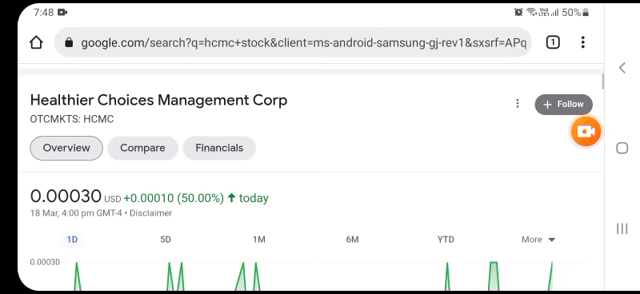 7:48 50%
google.com/search?q=hcmc+stock&client=ms-android-samsung-gj-rev1&sxsrf=APq 1
Healthier Choices Management Corp
+ Follow
OTCMKTS: HCMC
Overview Compare Financials
0.00030 USD +0.00010 (50.00%) ↑ today
18 Mar, 4:00 pm GMT-4 • Disclaimer
1D 5D 1M 6M YTD More
0.00030